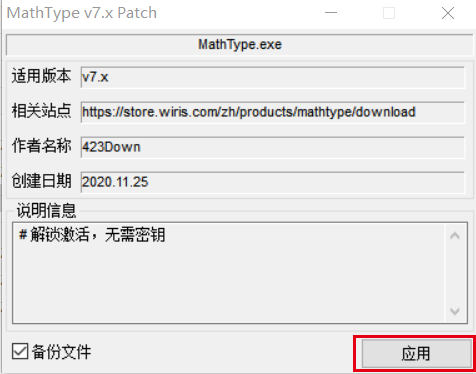 MathType v7.x Patch
MathType.exe
适用版本 v7.x
相关站点 https://store.wiris.com/zh/products/mathtype/download
作者名称 423Down
创建日期 2020.11.25
说明信息
# 解锁激活，无需密钥
备份文件 应用